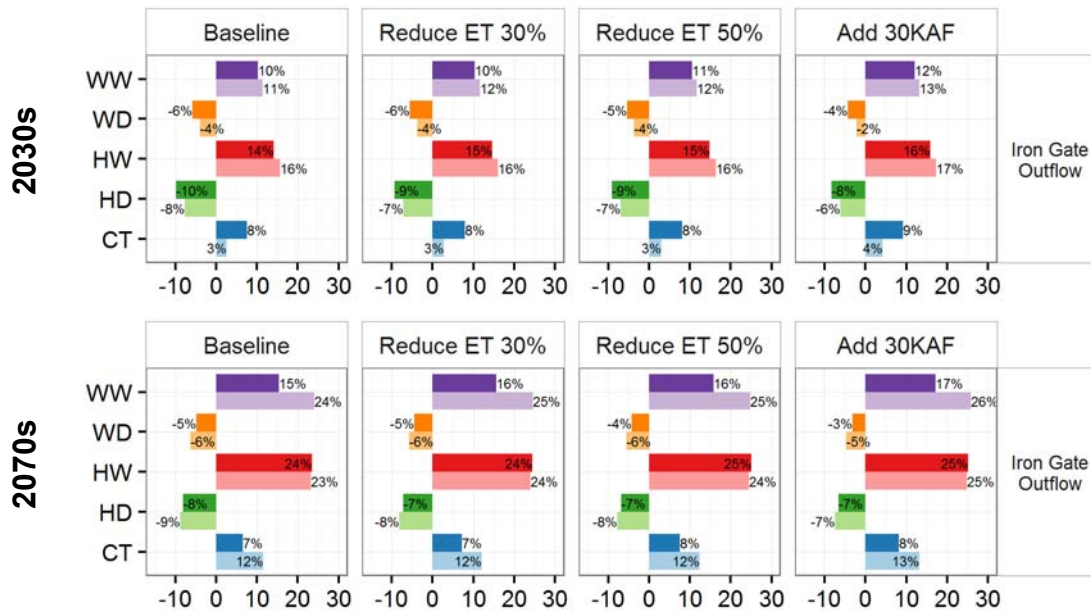 Baseline Reduce ET 30% Reduce ET 50% Add 30KAF
2030s
WW 10% 10% 11% 12%
11% 12% 12% 13%
WD -6% -6% -5% -4%
-4% -4% -4% -2%
HW 14% 15% 15% 16%
16% 16% 16% 17%
Iron Gate
Outflow
HD -10% -9% -9% -8%
-8% -7% -7% -6%
CT 8% 8% 8% 9%
3% 3% 3% 4%
-10 0 10 20 30 -10 0 10 20 30 -10 0 10 20 30 -10 0 10 20 30
Baseline Reduce ET 30% Reduce ET 50% Add 30KAF
2070s
WW 15% 16% 16% 17%
24% 25% 25% 26%
WD -5% -5% -4% -3%
-6% -6% -6% -5%
HW 24% 24% 25% 25%
23% 24% 24% 25%
Iron Gate
Outflow
HD -8% -7% -7% -7%
-9% -8% -8% -7%
CT 7% 7% 8% 8%
12% 12% 12% 13%
-10 0 10 20 30 -10 0 10 20 30 -10 0 10 20 30 -10 0 10 20 30